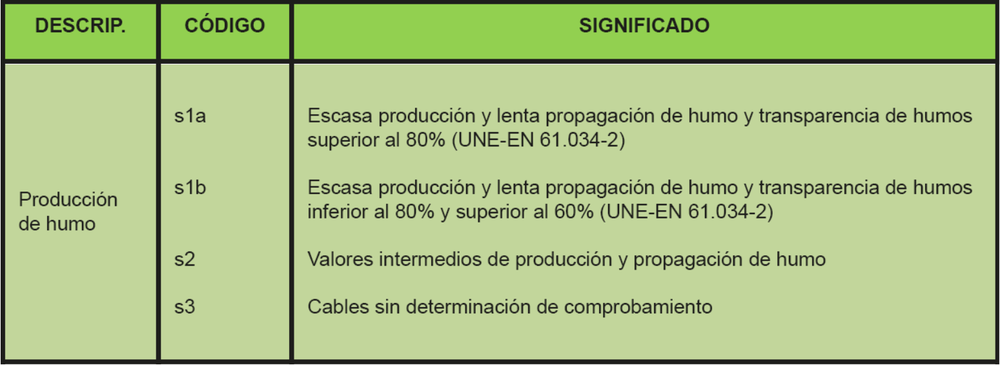 DESCRIP.
CÓDIGO
SIGNIFICADO
Producción
de humo
s1a
Escasa producción y lenta propagación de humo y transparencia de humos
superior al 80% (UNE-EN 61.034-2)
s1b
Escasa producción y lenta propagación de humo y transparencia de humos
inferior al 80% y superior al 60% (UNE-EN 61.034-2)
s2
Valores intermedios de producción y propagación de humo
s3
Cables sin determinación de comprobamiento